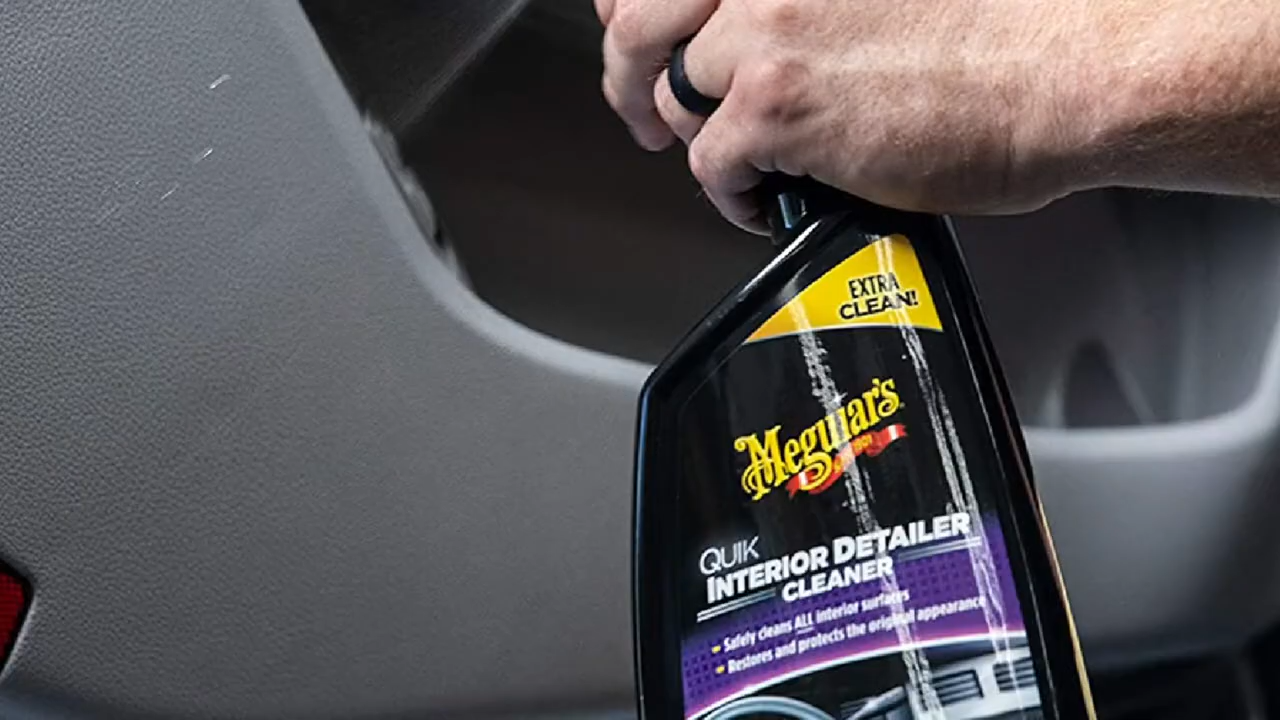 EXTRA
CLEAN!
Meguiar's
QUIK
INTERIOR DETAILER
CLEANER
Safely cleans ALL interior surfaces
Restores and protects the original appearance